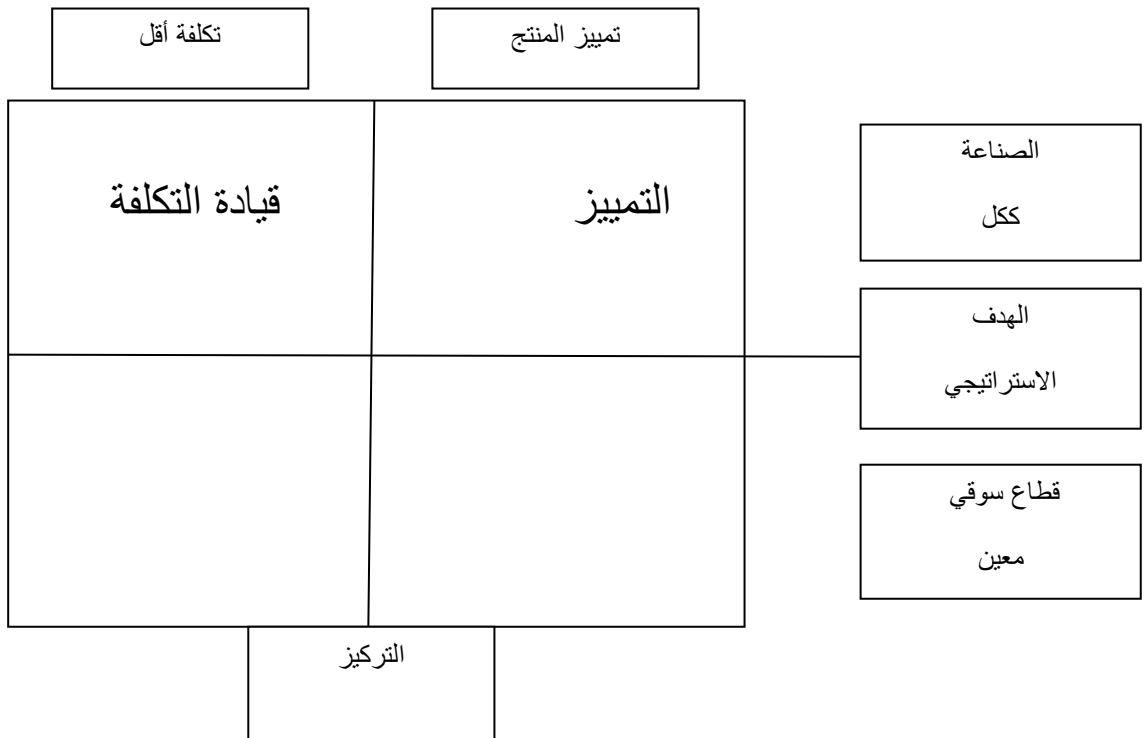 تمييز المنتج
تكلفة أقل
الصناعة
ككل
التمييز
قيادة التكلفة
الهدف
الاستراتيجي
قطاع سوقي
معين
التركيز